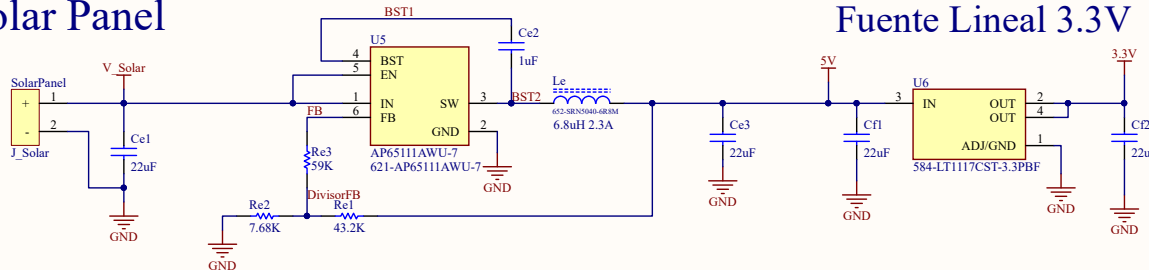 olar Panel
Fuente Lineal 3.3V
BST1
U5
Ce2
1uF
4
BST
5
EN
1
IN
6
FB
SW
3
GND
2
FB
BST2
AP65111AWU-7
621-AP65111AWU-7
GND
SolarPanel
+
1
-
2
J_Solar
V_Solar
Ce1
22uF
GND
Re3
59K
DivisorFB
Re2
7.68K
Re1
43.2K
GND
Le
652-SRN5040-6R8M
6.8uH 2.3A
Ce3
22uF
GND
5V
Cf1
22uF
GND
U6
3
IN
OUT
2
OUT
4
ADJ/GND
1
584-LT1117CST-3.3PBF
GND
3.3V
Cf2
22u
GND